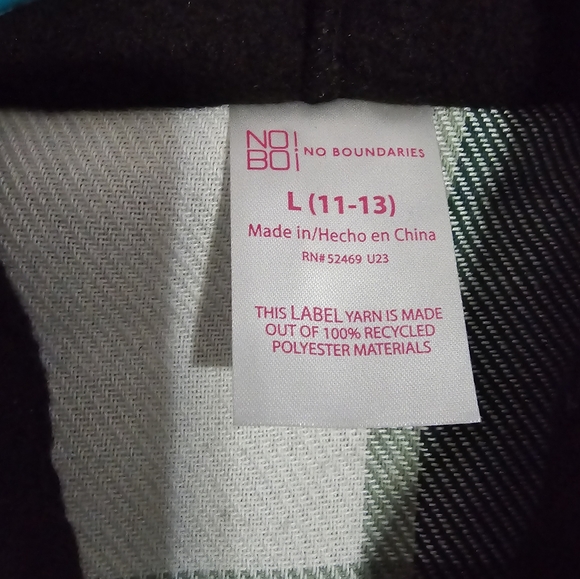 NO!
BO¡ NO BOUNDARIES
L (11-13)
Made in/Hecho en China
RN# 52469 U23
THIS LABEL YARN IS MADE
OUT OF 100% RECYCLED
POLYESTER MATERIALS